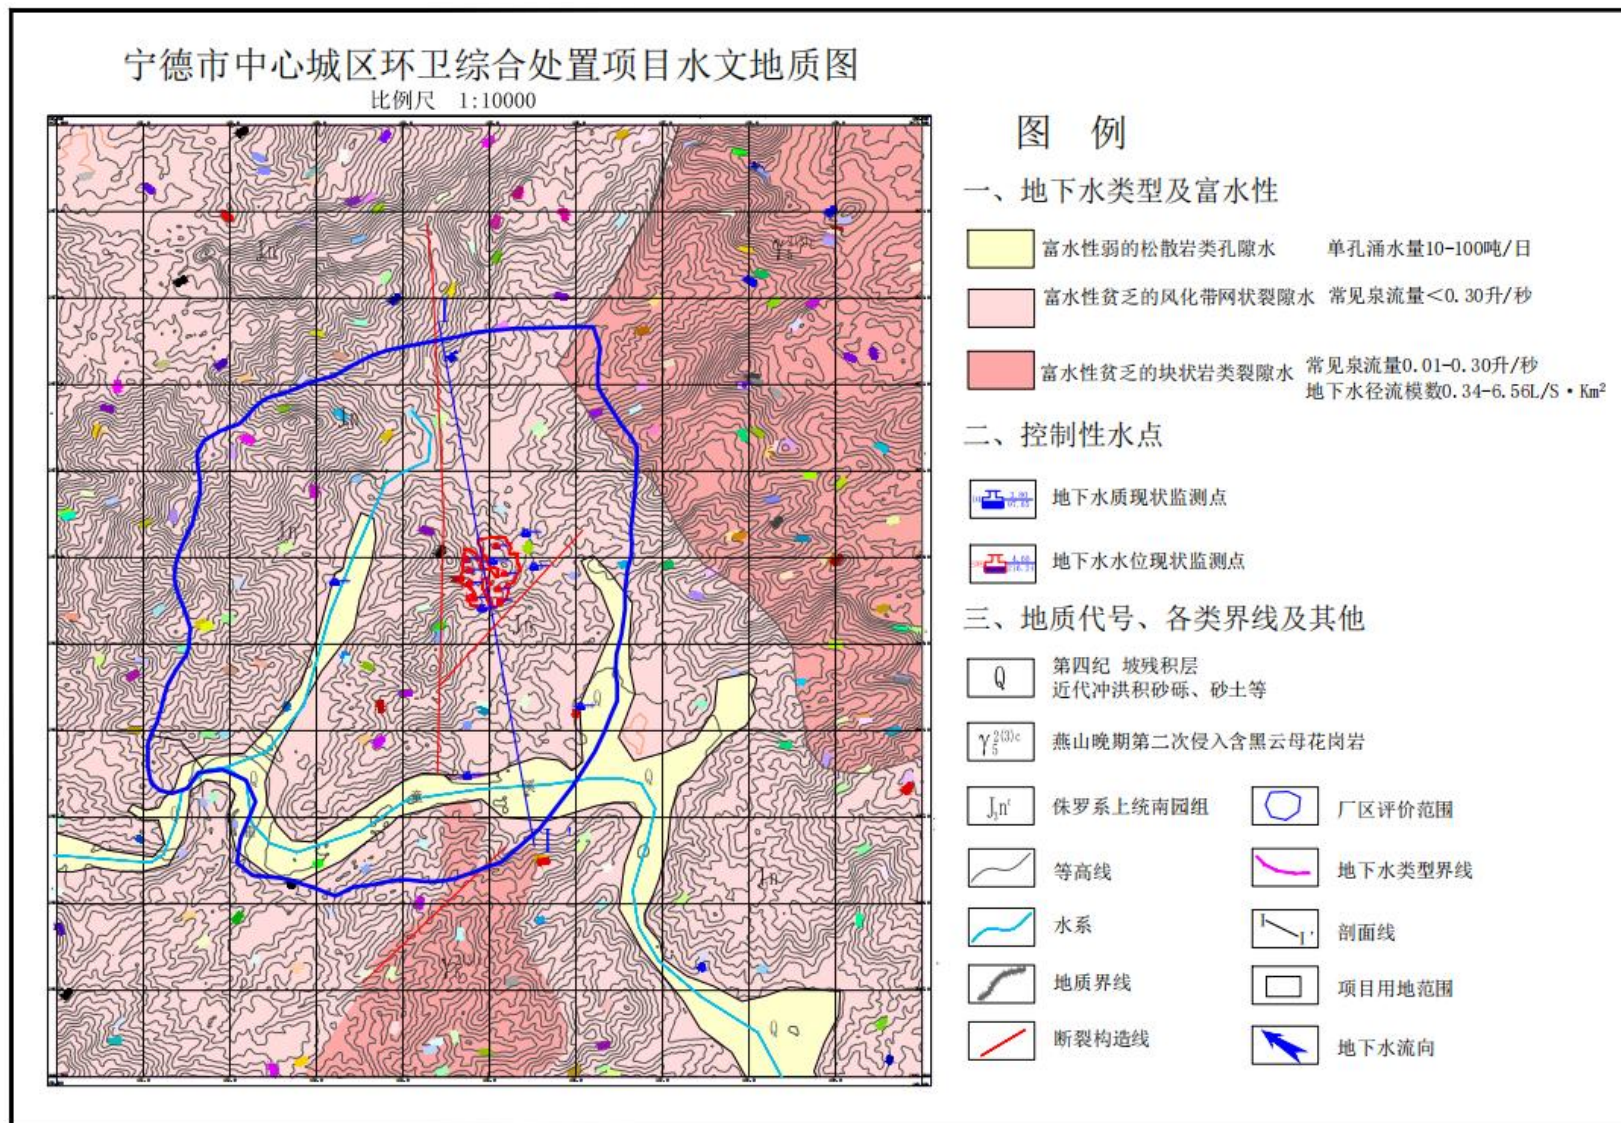 宁德市中心城区环卫综合处置项目水文地质图
比例尺 1:10000
图 例
一、地下水类型及富水性
富水性弱的松散岩类孔隙水 单孔涌水量10-100吨/日
富水性贫乏的风化带网状裂隙水 常见泉流量<0.30升/秒
富水性贫乏的块状岩类裂隙水 常见泉流量0.01-0.30升/秒
地下水径流模数0.34-6.56L/S·Km²
二、控制性水点
地下水质现状监测点
地下水水位现状监测点
三、地质代号、各类界线及其他
Q 第四纪 坡残积层
近代冲洪积砂砾、砂土等
γ₅²⁽³⁾ᶜ 燕山晚期第二次侵入含黑云母花岗岩
J₃nᶠ 侏罗系上统南园组
厂区评价范围
等高线
地下水类型界线
水系
I I' 剖面线
地质界线
项目用地范围
断裂构造线
地下水流向
Jn
Jn
Jn
Jn
Jn
I
I'
Q
Q
Q
Q